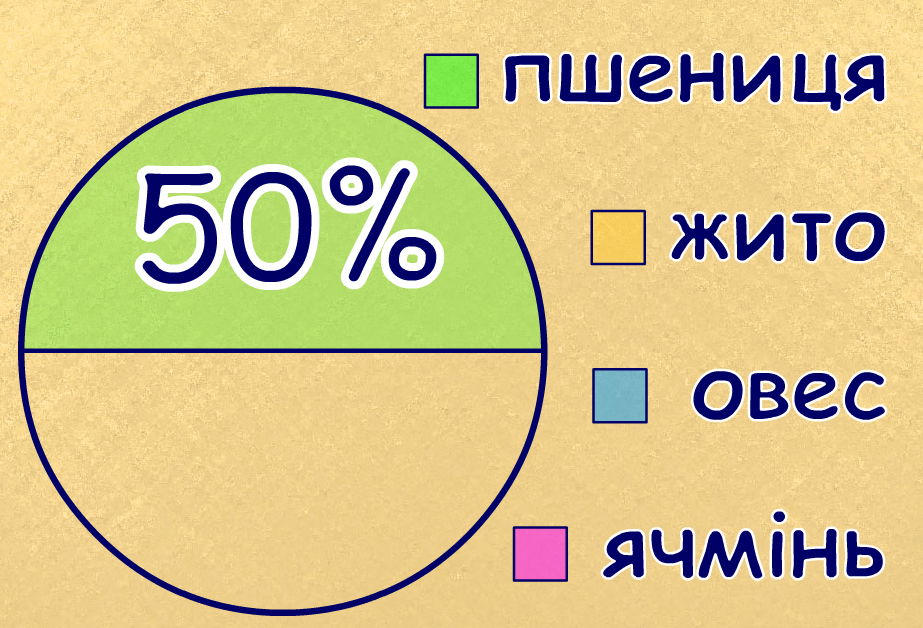 пшениця
50%
жито
овес
ячмінь